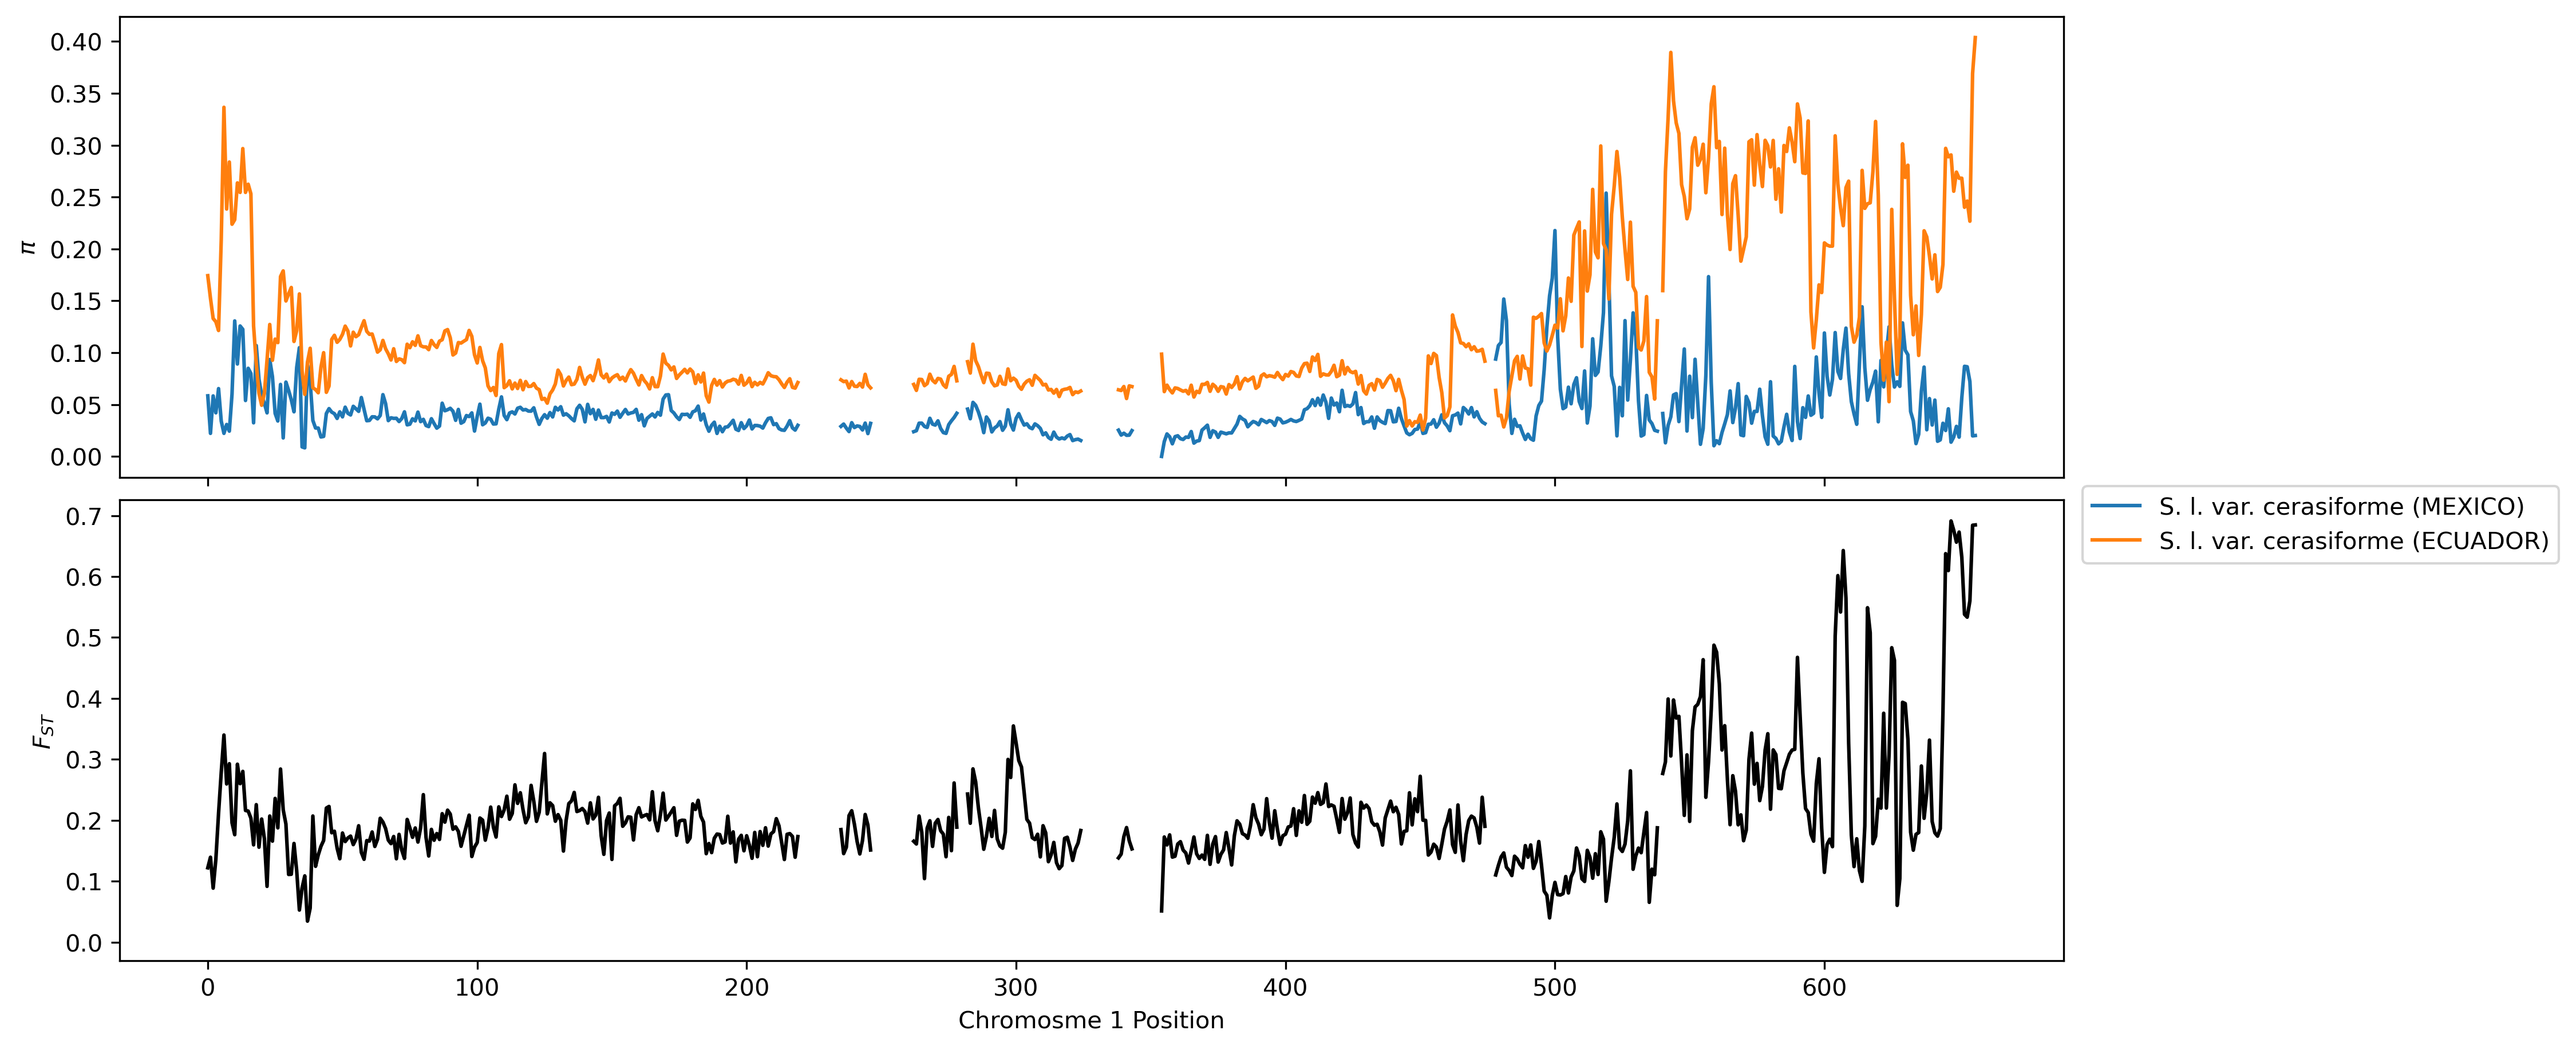 0.40
0.35
0.30
0.25
0.20
0.15
0.10
0.05
0.00
π
0.7
0.6
0.5
0.4
0.3
0.2
0.1
0.0
F_ST
0 100 200 300 400 500 600
Chromosme 1 Position
S. l. var. cerasiforme (MEXICO)
S. l. var. cerasiforme (ECUADOR)